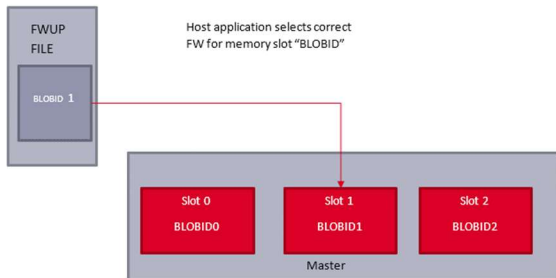 FWUP
FILE
BLOBID 1
Host application selects correct
FW for memory slot "BLOBID"
Slot 0
BLOBID0
Slot 1
BLOBID1
Slot 2
BLOBID2
Master